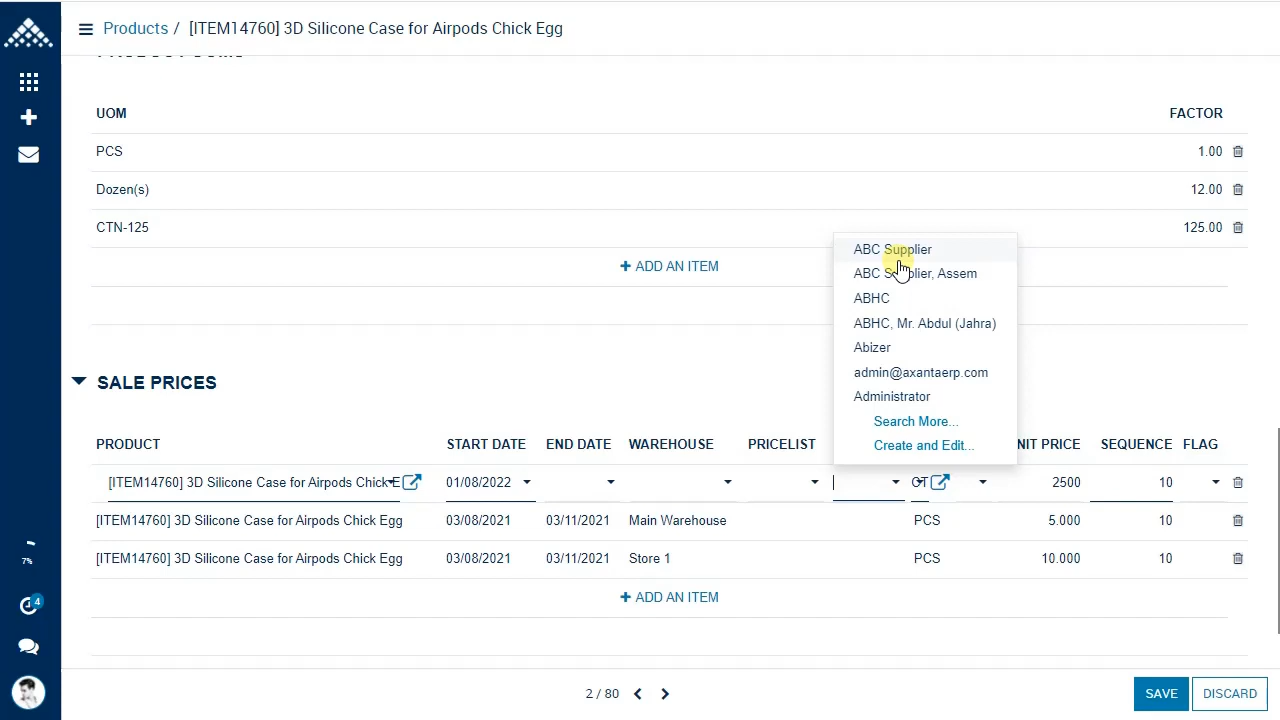 Products / [ITEM14760] 3D Silicone Case for Airpods Chick Egg
UOM FACTOR
PCS 1.00
Dozen(s) 12.00
CTN-125 125.00
+ ADD AN ITEM
ABC Supplier
ABC Supplier, Assem
ABHC
ABHC, Mr. Abdul (Jahra)
Abizer
admin@axantaerp.com
Administrator
Search More...
Create and Edit...
SALE PRICES
PRODUCT START DATE END DATE WAREHOUSE PRICELIST NIT PRICE SEQUENCE FLAG
[ITEM14760] 3D Silicone Case for Airpods Chick E 01/08/2022 CT 2500 10
[ITEM14760] 3D Silicone Case for Airpods Chick Egg 03/08/2021 03/11/2021 Main Warehouse PCS 5.000 10
[ITEM14760] 3D Silicone Case for Airpods Chick Egg 03/08/2021 03/11/2021 Store 1 PCS 10.000 10
+ ADD AN ITEM
7%
4
2 / 80
SAVE DISCARD